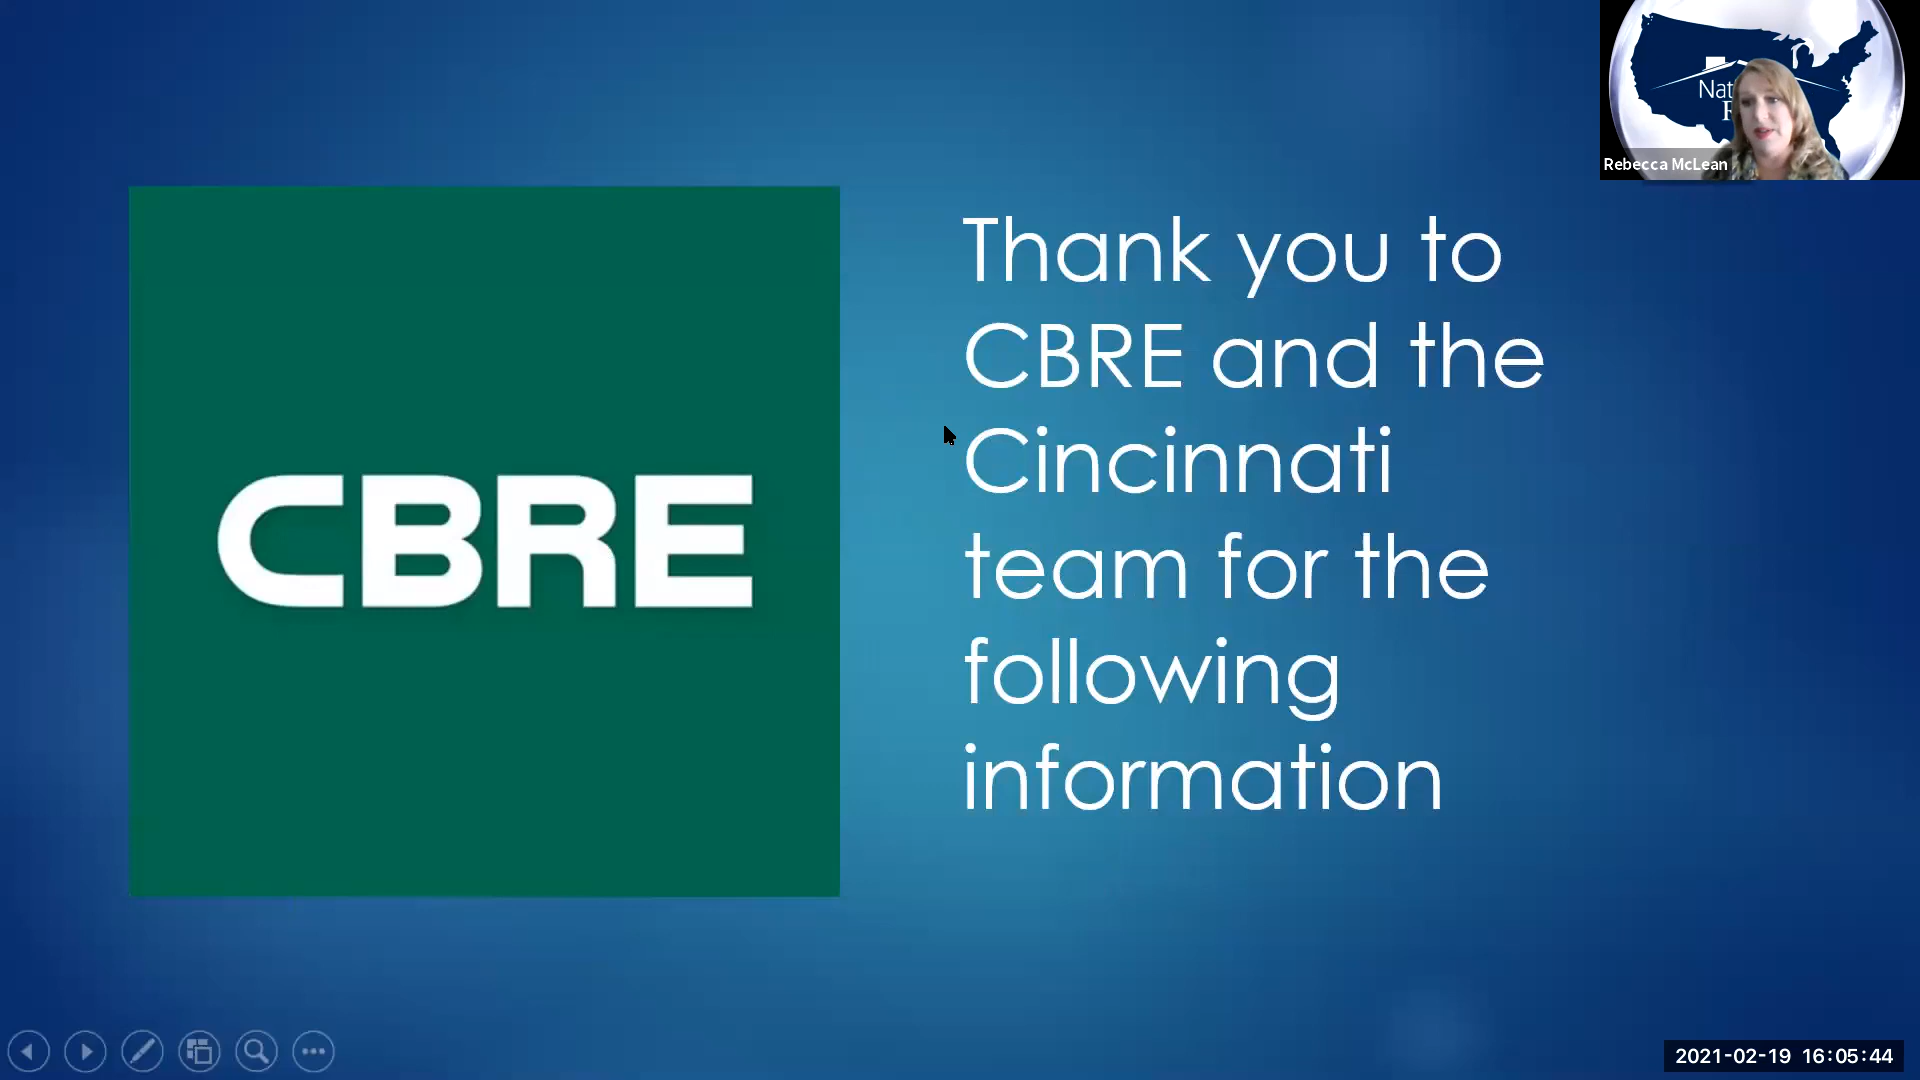 Nat
Rebecca McLean
Thank you to
CBRE and the
Cincinnati
team for the
following
information
CBRE
2021-02-19 16:05:44